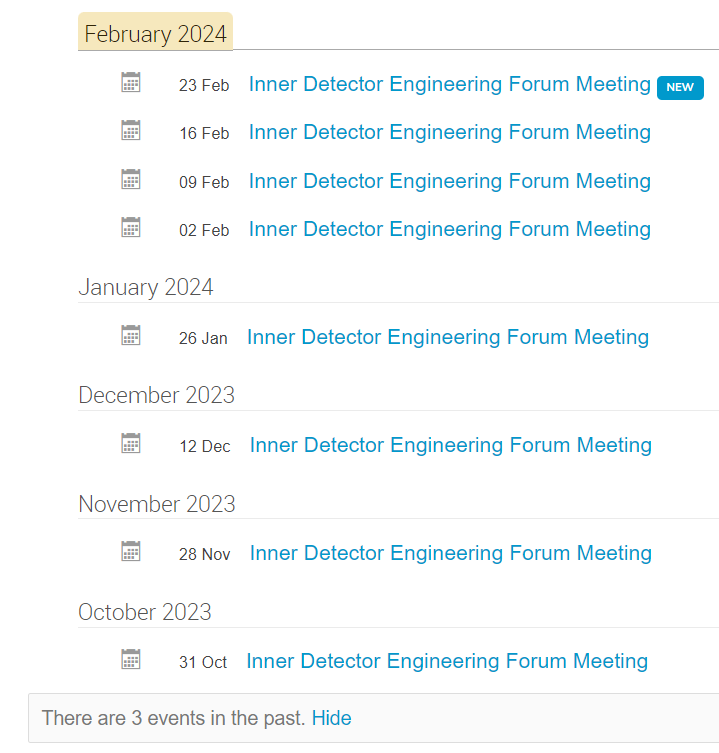 February 2024
23 Feb Inner Detector Engineering Forum Meeting NEW
16 Feb Inner Detector Engineering Forum Meeting
09 Feb Inner Detector Engineering Forum Meeting
02 Feb Inner Detector Engineering Forum Meeting
January 2024
26 Jan Inner Detector Engineering Forum Meeting
December 2023
12 Dec Inner Detector Engineering Forum Meeting
November 2023
28 Nov Inner Detector Engineering Forum Meeting
October 2023
31 Oct Inner Detector Engineering Forum Meeting
There are 3 events in the past. Hide